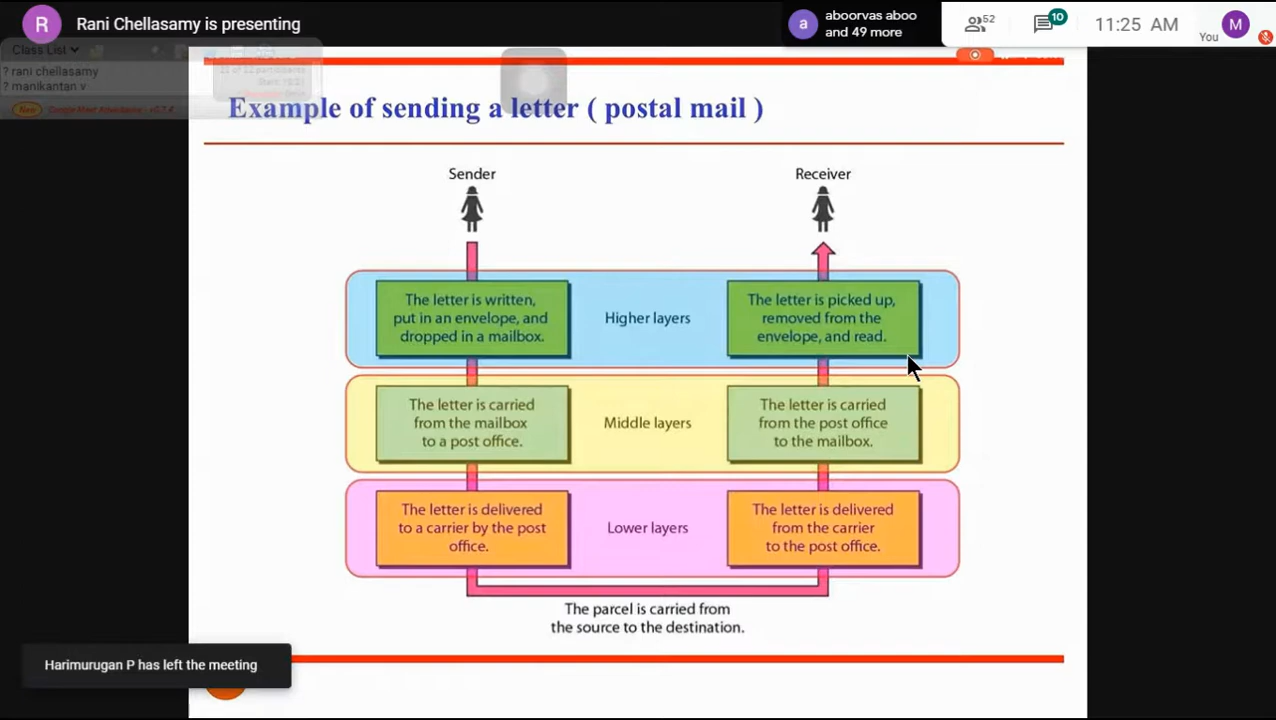 R Rani Chellasamy is presenting
a aboorvas aboo
and 49 more
52
10
11:25 AM
You M
Class List
? rani chellasamy
? manikantan v
New
Example of sending a letter ( postal mail )
Sender Receiver
The letter is written,
put in an envelope, and
dropped in a mailbox.
Higher layers
The letter is picked up,
removed from the
envelope, and read.
The letter is carried
from the mailbox
to a post office.
Middle layers
The letter is carried
from the post office
to the mailbox.
The letter is delivered
to a carrier by the post
office.
Lower layers
The letter is delivered
from the carrier
to the post office.
The parcel is carried from
the source to the destination.
Harimurugan P has left the meeting